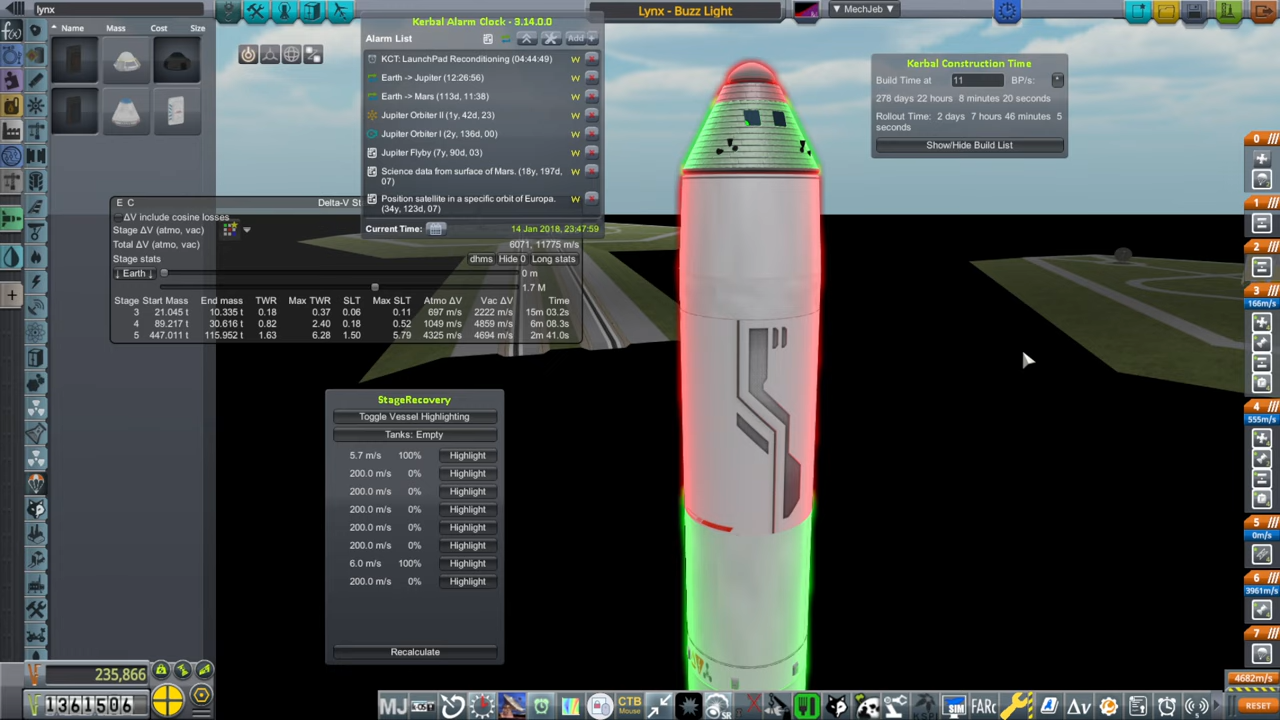 lynx
Name Mass Cost Size
Kerbal Alarm Clock - 3.14.0.0
Alarm List
Add +
KCT: LaunchPad Reconditioning (04:44:49) W
Earth -> Jupiter (12:26:56) W
Earth -> Mars (113d, 11:38) W
Jupiter Orbiter II (1y, 42d, 23) W
Jupiter Orbiter I (2y, 136d, 00) W
Jupiter Flyby (7y, 90d, 03) W
Science data from surface of Mars. (18y, 197d, W
07)
Position satellite in a specific orbit of Europa. W
(34y, 123d, 07)
Current Time: 14 Jan 2018, 23:47:59
Lynx - Buzz Light
▼ MechJeb ▼
Kerbal Construction Time
Build Time at 11 BP/s: *
278 days 22 hours 8 minutes 20 seconds
Rollout Time: 2 days 7 hours 46 minutes 5
seconds
Show/Hide Build List
E C Delta-V St
ΔV include cosine losses
Stage ΔV (atmo, vac)
Total ΔV (atmo, vac) 6071, 11775 m/s
Stage stats dhms Hide 0 Long stats
↓ Earth ↓ 0 m
1.7 M
Stage Start Mass End mass TWR Max TWR SLT Max SLT Atmo ΔV Vac ΔV Time
3 21.045 t 10.335 t 0.18 0.37 0.06 0.11 697 m/s 2222 m/s 15m 03.2s
4 89.217 t 30.616 t 0.82 2.40 0.18 0.52 1049 m/s 4859 m/s 6m 08.3s
5 447.011 t 115.952 t 1.63 6.28 1.50 5.79 4325 m/s 4694 m/s 2m 41.0s
StageRecovery
Toggle Vessel Highlighting
Tanks: Empty
5.7 m/s 100% Highlight
200.0 m/s 0% Highlight
200.0 m/s 0% Highlight
200.0 m/s 0% Highlight
200.0 m/s 0% Highlight
200.0 m/s 0% Highlight
6.0 m/s 100% Highlight
200.0 m/s 0% Highlight
Recalculate
0
1
2
3
166m/s
4
555m/s
5
0m/s
6
3961m/s
7
4682m/s
RESET
235,866
1361506
MJ CTB Mouse SR SIM FAR Δv